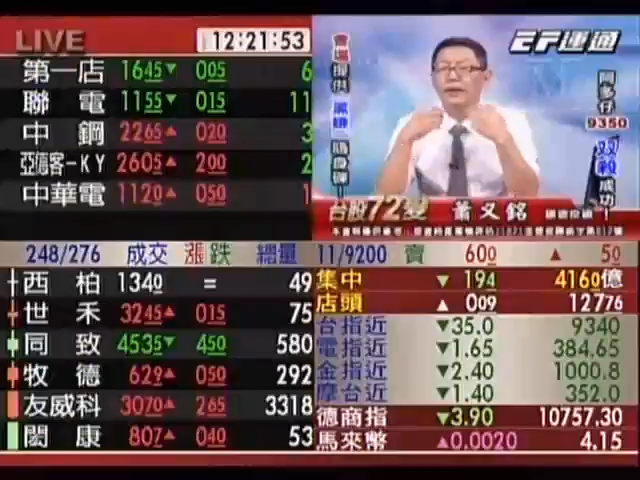 LIVE 12:21:53
第一店 1645▼ 005 6
聯電 1155▼ 015 11
中鋼 2265▲ 020 3
亞信客-KY 2605▲ 200 2
中華電 1120▲ 050 1
EF運通
9350
雙殺成功!
台股72變 蕭又銘
248/276 成交 漲跌 總量
西柏 1340 = 49
世禾 3245▲ 015 75
同致 4535▼ 450 580
牧德 629▲ 050 292
友威科 3070▲ 265 3318
閎康 807▲ 040 53
11/9200 賣 600 ▲ 50
集中 ▼ 194 4160億
店頭 ▲ 009 12776
台指近 ▼35.0 9340
電指近 ▼1.65 384.65
金指近 ▼2.40 1000.8
摩台近 ▼1.40 352.0
德商指 ▼3.90 10757.30
馬來幣 ▲0.0020 4.15